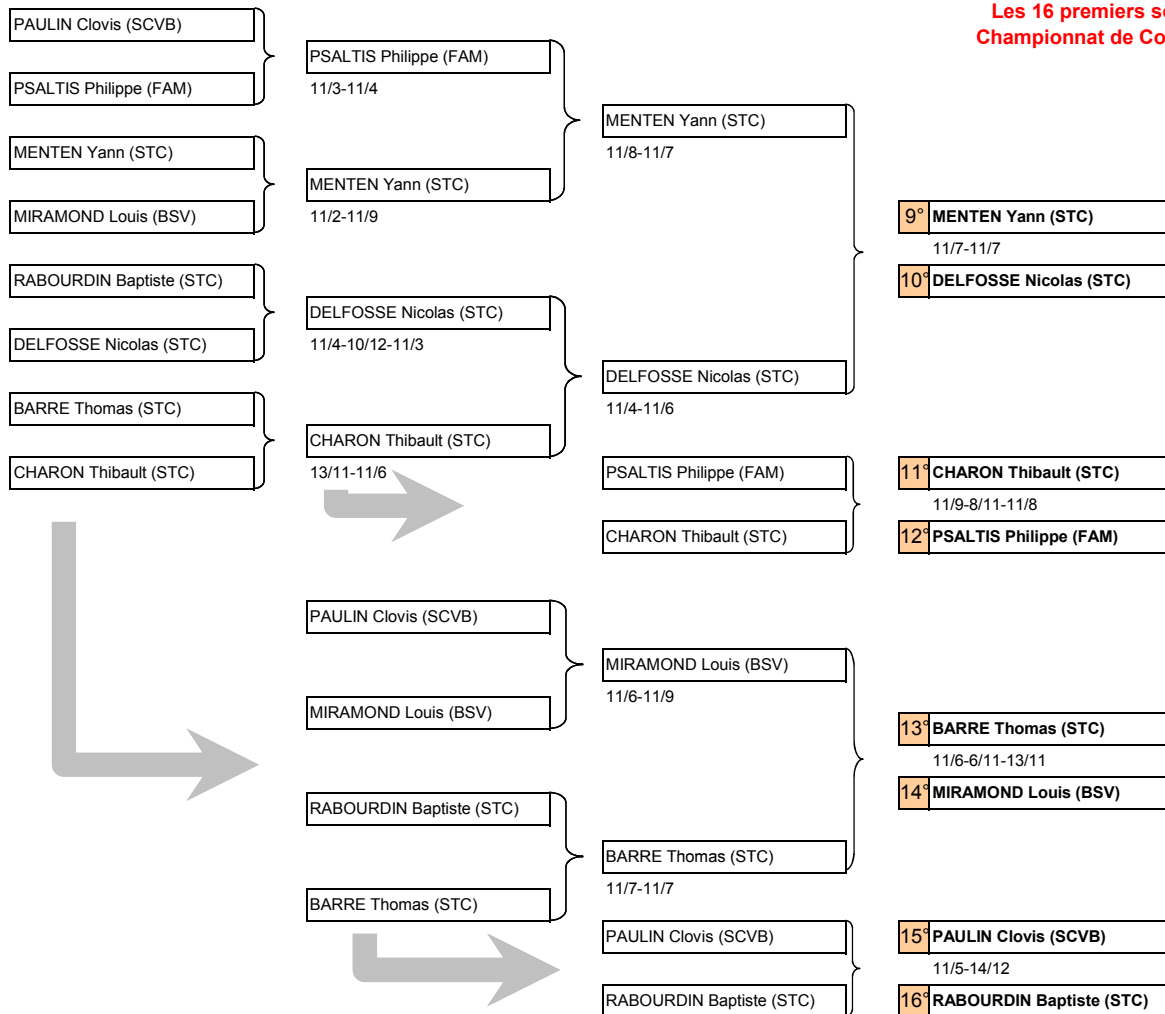 Les 16 premiers
Championnat de
PAULIN Clovis (SCVB)
PSALTIS Philippe (FAM)
PSALTIS Philippe (FAM)
11/3-11/4
MENTEN Yann (STC)
11/8-11/7
MENTEN Yann (STC)
MENTEN Yann (STC)
11/2-11/9
MIRAMOND Louis (BSV)
9° MENTEN Yann (STC)
11/7-11/7
10° DELFOSSE Nicolas (STC)
RABOURDIN Baptiste (STC)
DELFOSSE Nicolas (STC)
11/4-10/12-11/3
DELFOSSE Nicolas (STC)
DELFOSSE Nicolas (STC)
11/4-11/6
BARRE Thomas (STC)
CHARON Thibault (STC)
13/11-11/6
CHARON Thibault (STC)
PSALTIS Philippe (FAM)
11° CHARON Thibault (STC)
11/9-8/11-11/8
CHARON Thibault (STC)
12° PSALTIS Philippe (FAM)
PAULIN Clovis (SCVB)
MIRAMOND Louis (BSV)
11/6-11/9
MIRAMOND Louis (BSV)
13° BARRE Thomas (STC)
11/6-6/11-13/11
14° MIRAMOND Louis (BSV)
RABOURDIN Baptiste (STC)
BARRE Thomas (STC)
11/7-11/7
BARRE Thomas (STC)
PAULIN Clovis (SCVB)
15° PAULIN Clovis (SCVB)
11/5-14/12
RABOURDIN Baptiste (STC)
16° RABOURDIN Baptiste (STC)